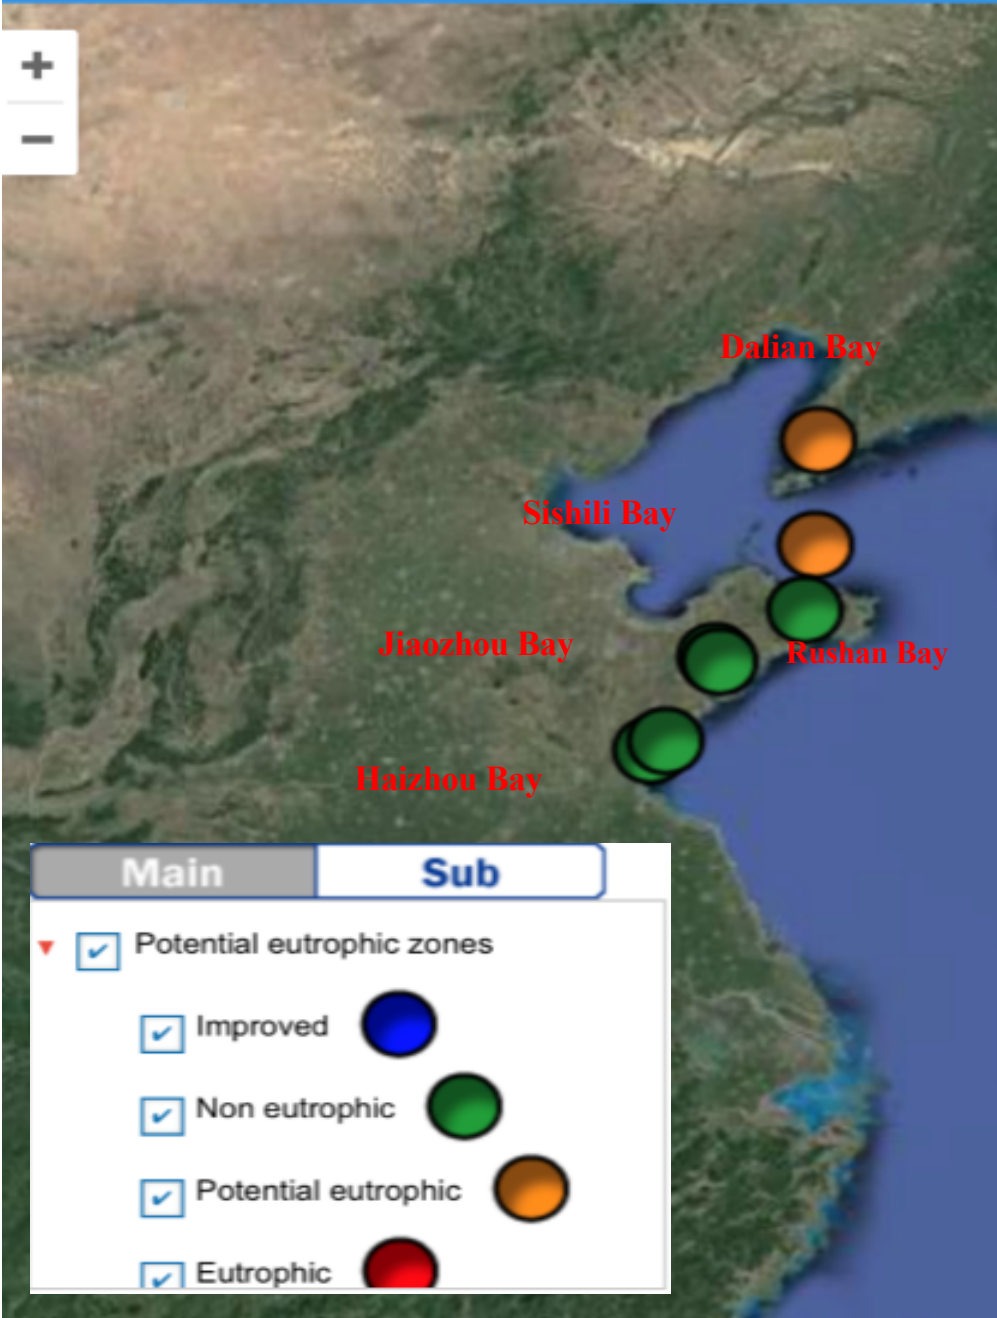 +
−
Dalian Bay
Sishili Bay
Jiaozhou Bay
Rushan Bay
Haizhou Bay
Main Sub
Potential eutrophic zones
Improved
Non eutrophic
Potential eutrophic
Eutrophic